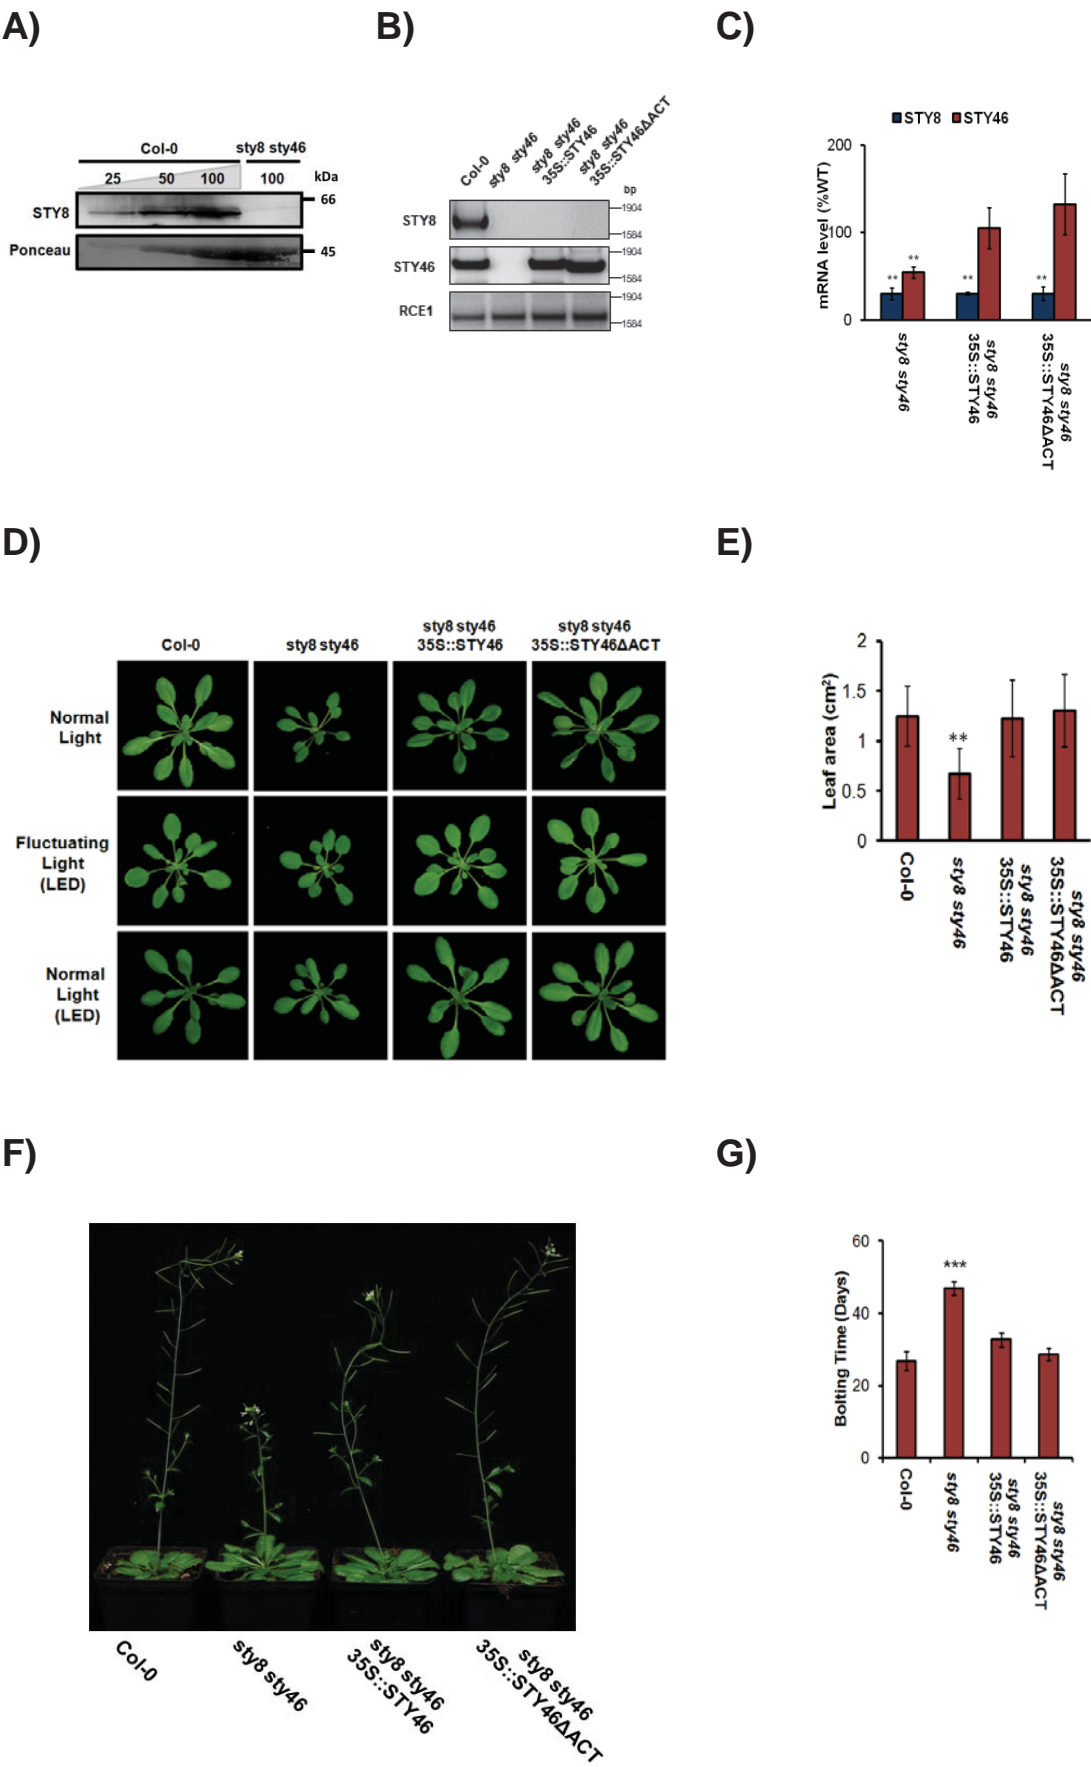 A)
B)
C)
Col-0
sty8 sty46
25
50
100
100
kDa
STY8
66
Ponceau
45
Col-0
sty8 sty46
sty8 sty46
35S::STY46
sty8 sty46
35S::STY46ΔACT
bp
STY8
1904
1584
STY46
1904
1584
RCE1
1904
1584
STY8
STY46
mRNA level (%WT)
200
100
0
**
**
**
**
sty8 sty46
sty8 sty46
35S::STY46
sty8 sty46
35S::STY46ΔACT
D)
E)
Col-0
sty8 sty46
sty8 sty46
35S::STY46
sty8 sty46
35S::STY46ΔACT
Normal
Light
Fluctuating
Light
(LED)
Normal
Light
(LED)
Leaf area (cm²)
2
1.5
1
0.5
0
**
Col-0
sty8 sty46
sty8 sty46
35S::STY46
sty8 sty46
35S::STY46ΔACT
F)
G)
Col-0
sty8 sty46
sty8 sty46
35S::STY46
sty8 sty46
35S::STY46ΔACT
Bolting Time (Days)
60
40
20
0
***
Col-0
sty8 sty46
sty8 sty46
35S::STY46
sty8 sty46
35S::STY46ΔACT